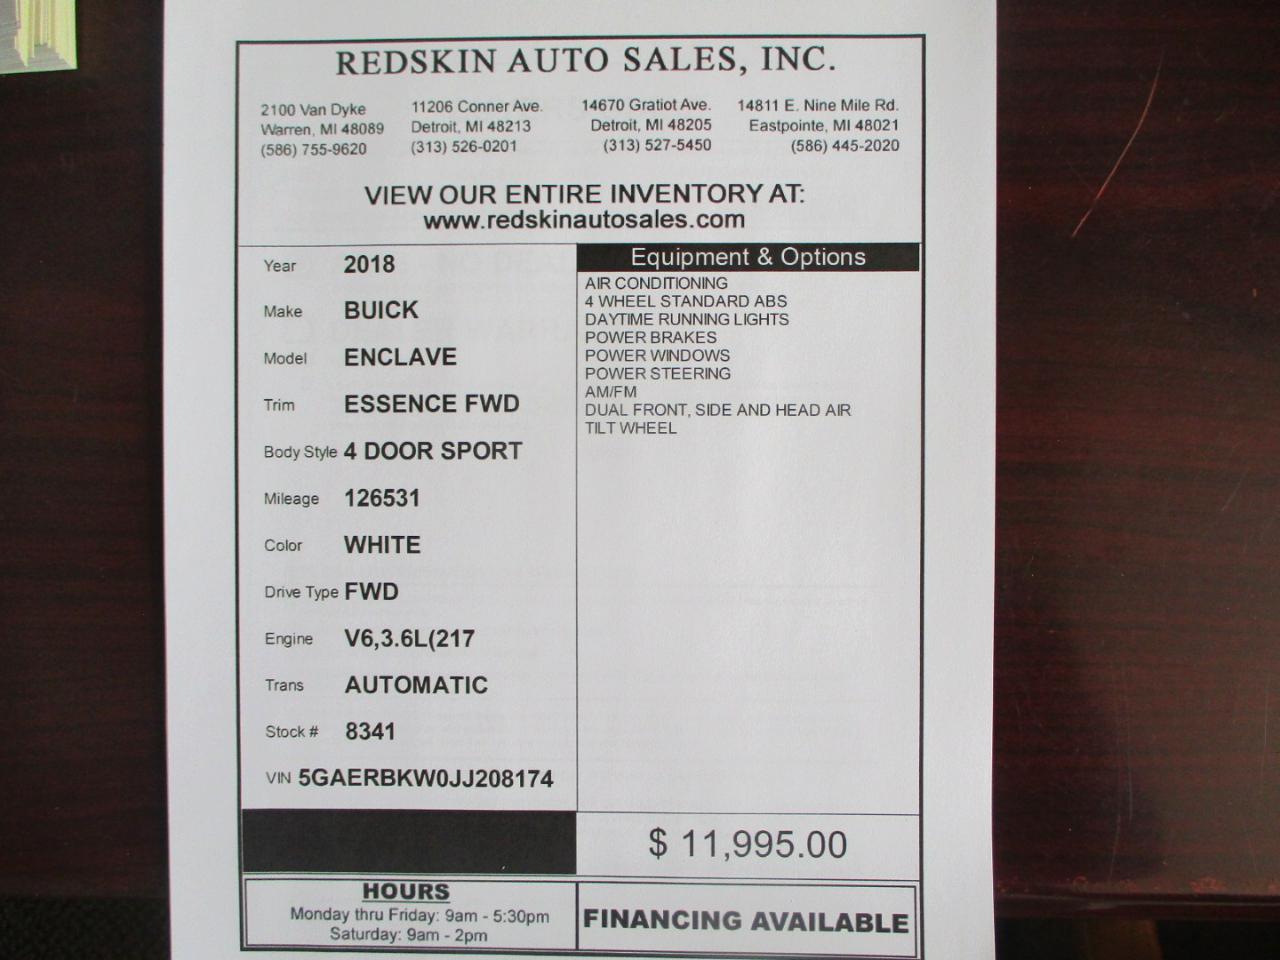 REDSKIN AUTO SALES, INC.
2100 Van Dyke
Warren, MI 48089
(586) 755-9620
11206 Conner Ave.
Detroit, MI 48213
(313) 526-0201
14670 Gratiot Ave.
Detroit, MI 48205
(313) 527-5450
14811 E. Nine Mile Rd.
Eastpointe, MI 48021
(586) 445-2020
VIEW OUR ENTIRE INVENTORY AT:
www.redskinautosales.com
Year 2018
Make BUICK
Model ENCLAVE
Trim ESSENCE FWD
Body Style 4 DOOR SPORT
Mileage 126531
Color WHITE
Drive Type FWD
Engine V6,3.6L(217
Trans AUTOMATIC
Stock # 8341
VIN 5GAERBKW0JJ208174
Equipment & Options
AIR CONDITIONING
4 WHEEL STANDARD ABS
DAYTIME RUNNING LIGHTS
POWER BRAKES
POWER WINDOWS
POWER STEERING
AM/FM
DUAL FRONT, SIDE AND HEAD AIR
TILT WHEEL
$ 11,995.00
HOURS
Monday thru Friday: 9am - 5:30pm
Saturday: 9am - 2pm
FINANCING AVAILABLE